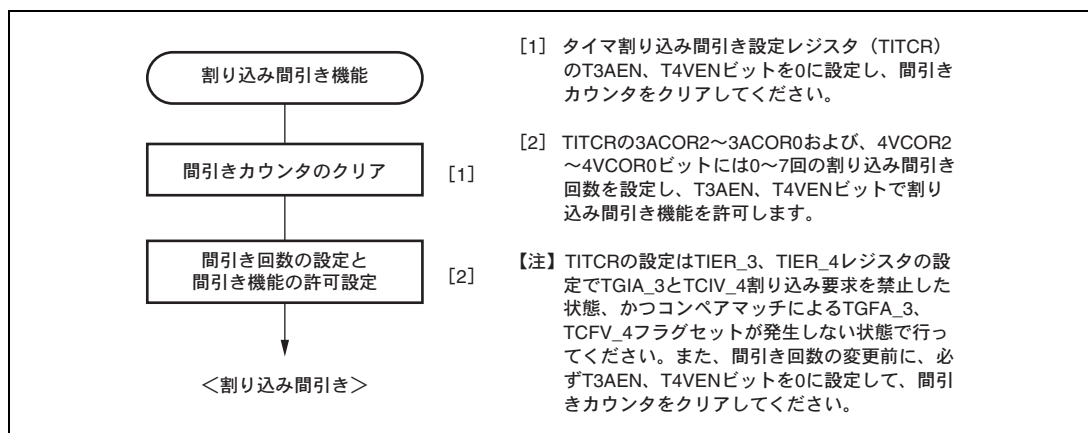 割り込み間引き機能
間引きカウンタのクリア
[1]
間引き回数の設定と
間引き機能の許可設定
[2]
＜割り込み間引き＞
[1] タイマ割り込み間引き設定レジスタ（TITCR）
のT3AEN、T4VENビットを0に設定し、間引き
カウンタをクリアしてください。
[2] TITCRの3ACOR2～3ACOR0および、4VCOR2
～4VCOR0ビットには0～7回の割り込み間引き
回数を設定し、T3AEN、T4VENビットで割り
込み間引き機能を許可します。
【注】TITCRの設定はTIER_3、TIER_4レジスタの設
定でTGIA_3とTCIV_4割り込み要求を禁止した
状態、かつコンペアマッチによるTGFA_3、
TCFV_4フラグセットが発生しない状態で行っ
てください。また、間引き回数の変更前に、必
ずT3AEN、T4VENビットを0に設定して、間引
きカウンタをクリアしてください。